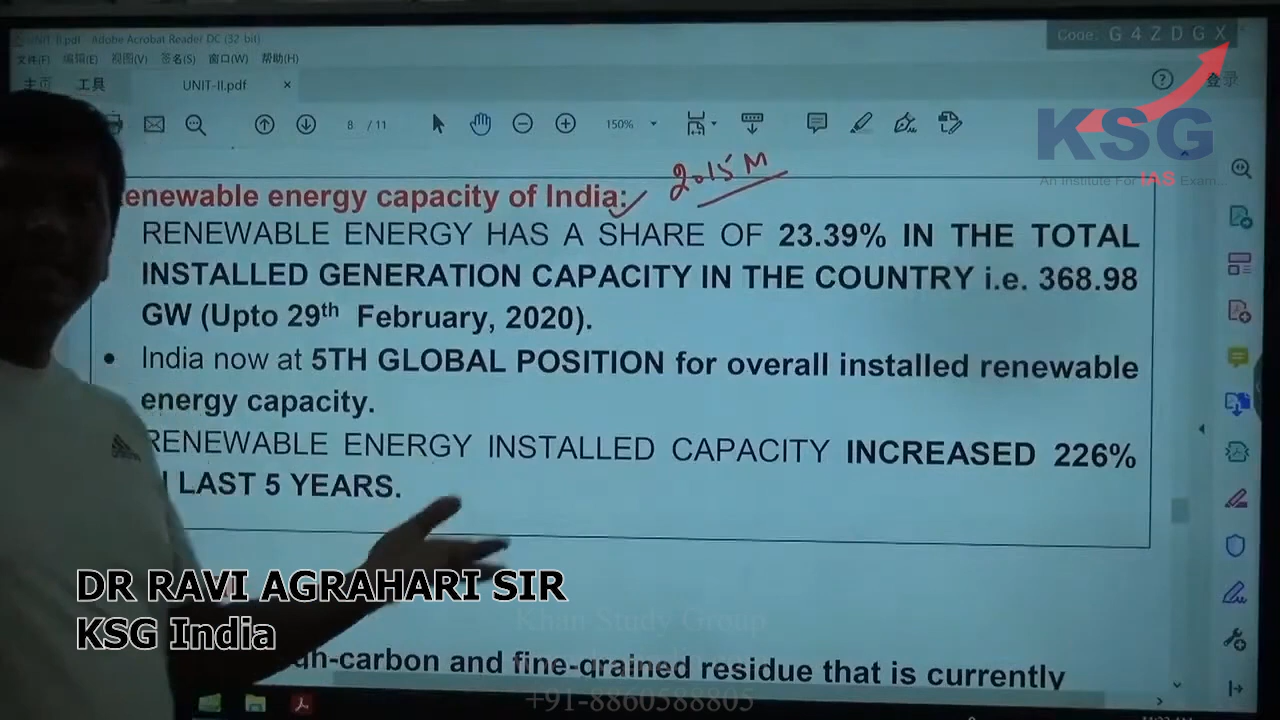 UNIT-II.pdf - Adobe Acrobat Reader DC (32-bit)
Code: G 4 Z D G X
文件(F) 编辑(E) 视图(V) 签名(S) 窗口(W) 帮助(H)
主页 工具 UNIT-II.pdf × ? 登录
8 / 11 150%
KSG
An Institute For IAS Exam...
2015 M
enewable energy capacity of India:
RENEWABLE ENERGY HAS A SHARE OF 23.39% IN THE TOTAL
INSTALLED GENERATION CAPACITY IN THE COUNTRY i.e. 368.98
GW (Upto 29th February, 2020).
• India now at 5TH GLOBAL POSITION for overall installed renewable
energy capacity.
RENEWABLE ENERGY INSTALLED CAPACITY INCREASED 226%
LAST 5 YEARS.
DR RAVI AGRAHARI SIR
KSG India
Khan Study Group
gh-carbon and fine-grained residue that is currently
+91-8860588805